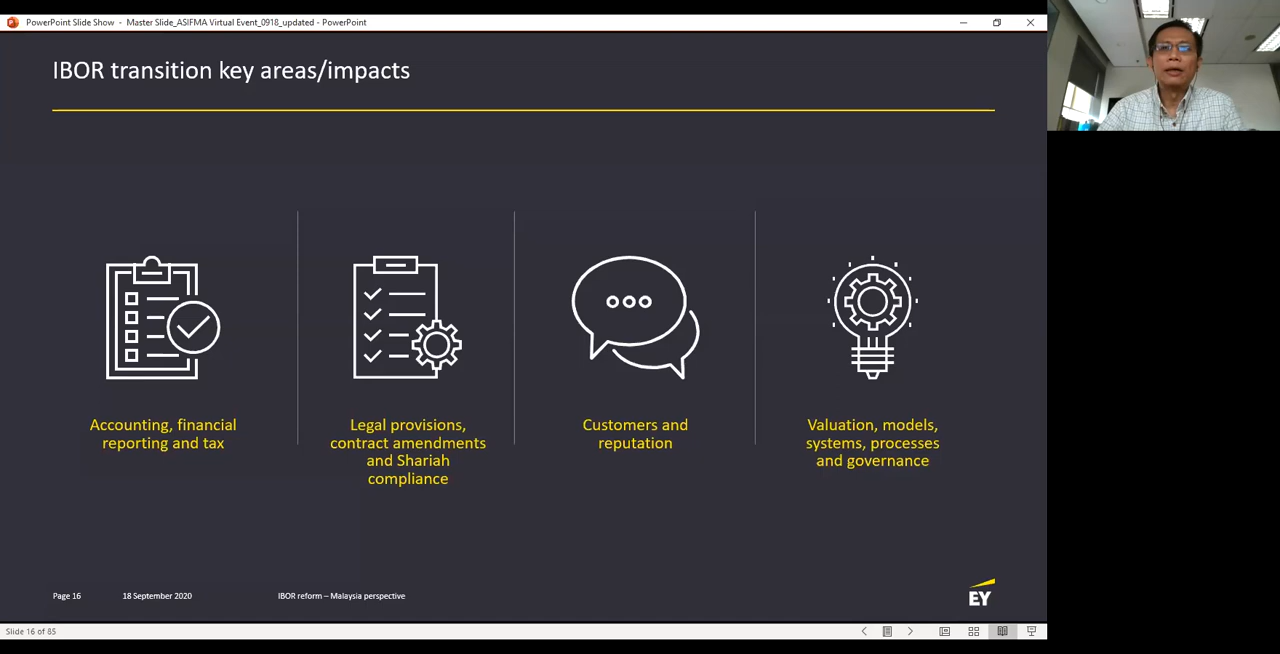 PowerPoint Slide Show - Master Slide_ASIFMA Virtual Event_0918_updated - PowerPoint
IBOR transition key areas/impacts
Accounting, financial
reporting and tax
Legal provisions,
contract amendments
and Shariah
compliance
Customers and
reputation
Valuation, models,
systems, processes
and governance
Page 16
18 September 2020
IBOR reform – Malaysia perspective
EY
Slide 16 of 85